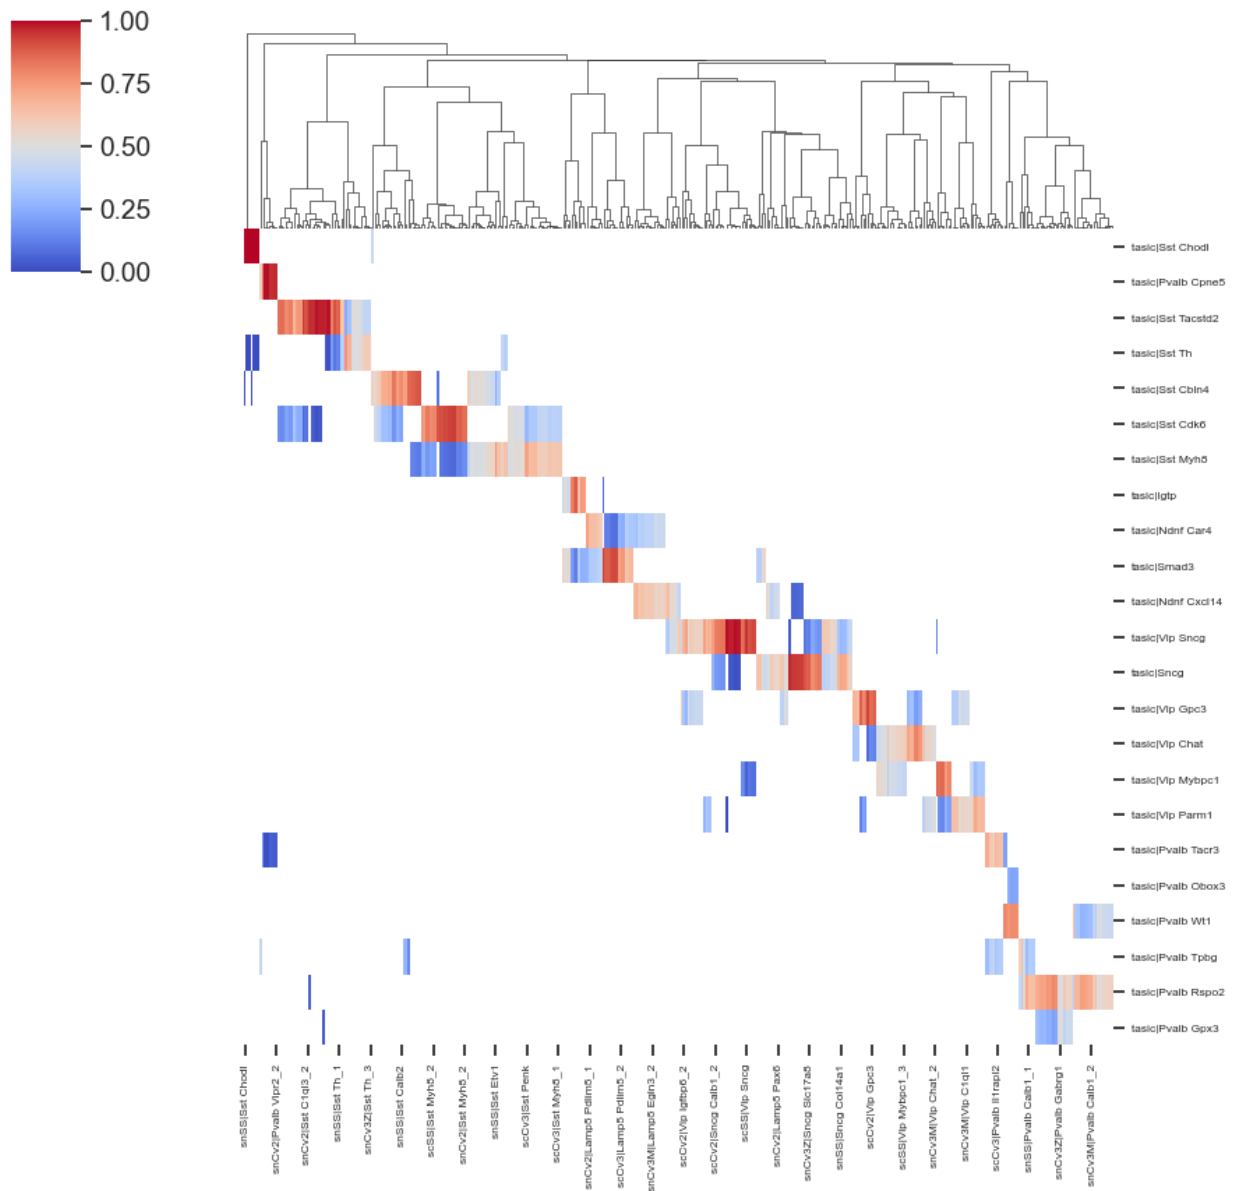 1.00
0.75
0.50
0.25
0.00
tasic|Sst Chodl
tasic|Pvalb Cpne5
tasic|Sst Tacstd2
tasic|Sst Th
tasic|Sst Cbln4
tasic|Sst Cdk6
tasic|Sst Myh8
tasic|Igtp
tasic|Ndnf Car4
tasic|Smad3
tasic|Ndnf Cxcl14
tasic|Vip Sncg
tasic|Sncg
tasic|Vip Gpc3
tasic|Vip Chat
tasic|Vip Mybpc1
tasic|Vip Parm1
tasic|Pvalb Tacr3
tasic|Pvalb Obox3
tasic|Pvalb Wt1
tasic|Pvalb Tpbg
tasic|Pvalb Rspo2
tasic|Pvalb Gpx3
snSS|Sst Chodl
snCv2|Pvalb Vipr2_2
snCv2|Sst C1ql3_2
snSS|Sst Th_1
snCv3Z|Sst Th_3
snSS|Sst Calb2
scSS|Sst Myh8_2
snCv2|Sst Myh8_2
snSS|Sst Etv1
scCv3|Sst Penk
scCv3|Sst Myh8_1
snCv2|Lamp5 Pdlim5_1
scCv3|Lamp5 Pdlim5_2
snCv3M|Lamp5 Egln3_2
scCv2|Vip Igfbp6_2
scCv2|Sncg Calb1_2
scSS|Vip Sncg
snCv2|Lamp5 Pax6
snCv3Z|Sncg Slc17a8
snSS|Sncg Col14a1
scCv2|Vip Gpc3
scSS|Vip Mybpc1_3
snCv3M|Vip Chat_2
snCv3M|Vip C1ql1
scCv3|Pvalb Il1rapl2
snSS|Pvalb Calb1_1
snCv3Z|Pvalb Gabrg1
snCv3M|Pvalb Calb1_2